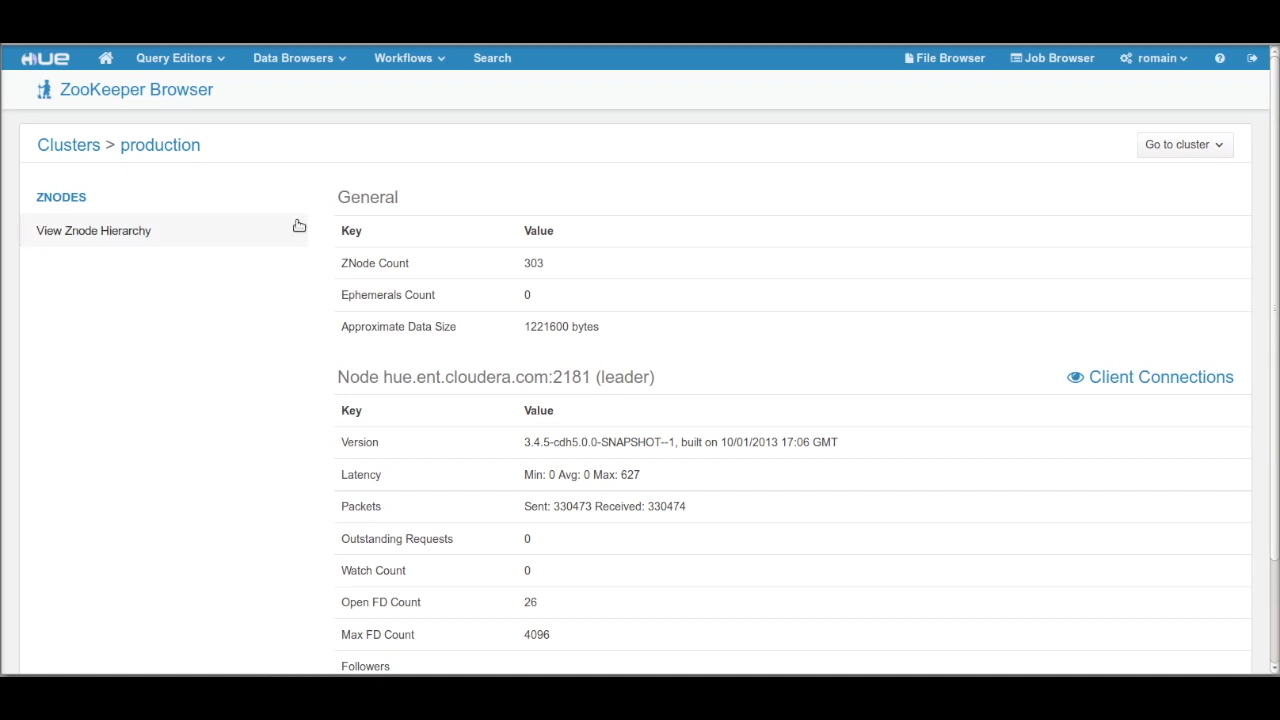 HUE Query Editors Data Browsers Workflows Search File Browser Job Browser romain
ZooKeeper Browser
Clusters > production Go to cluster
ZNODES
View Znode Hierarchy
General
Key Value
ZNode Count 303
Ephemerals Count 0
Approximate Data Size 1221600 bytes
Node hue.ent.cloudera.com:2181 (leader) Client Connections
Key Value
Version 3.4.5-cdh5.0.0-SNAPSHOT--1, built on 10/01/2013 17:06 GMT
Latency Min: 0 Avg: 0 Max: 627
Packets Sent: 330473 Received: 330474
Outstanding Requests 0
Watch Count 0
Open FD Count 26
Max FD Count 4096
Followers